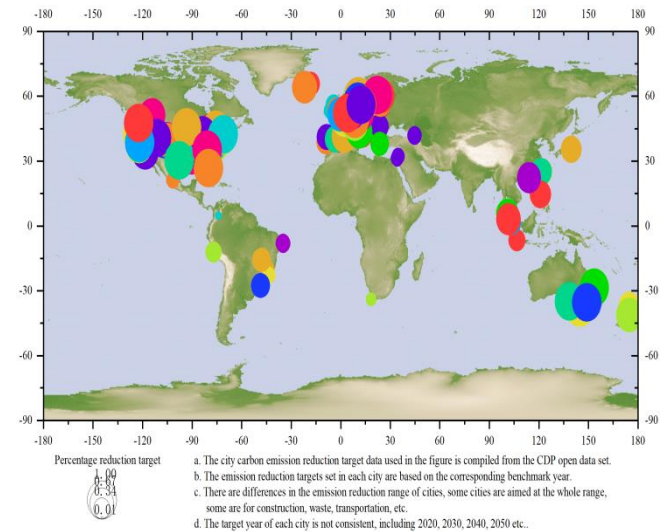 -180 -150 -120 -90 -60 -30 0 30 60 90 120 150 180
90 90
60 60
30 30
0 0
-30 -30
-60 -60
-90 -90
-180 -150 -120 -90 -60 -30 0 30 60 90 120 150 180
Percentage reduction target
1.00
0.67
0.34
0.01
a. The city carbon emission reduction target data used in the figure is compiled from the CDP open data set.
b. The emission reduction targets set in each city are based on the corresponding benchmark year.
c. There are differences in the emission reduction range of cities, some cities are aimed at the whole range,
some are for construction, waste, transportation, etc.
d. The target year of each city is not consistent, including 2020, 2030, 2040, 2050 etc..